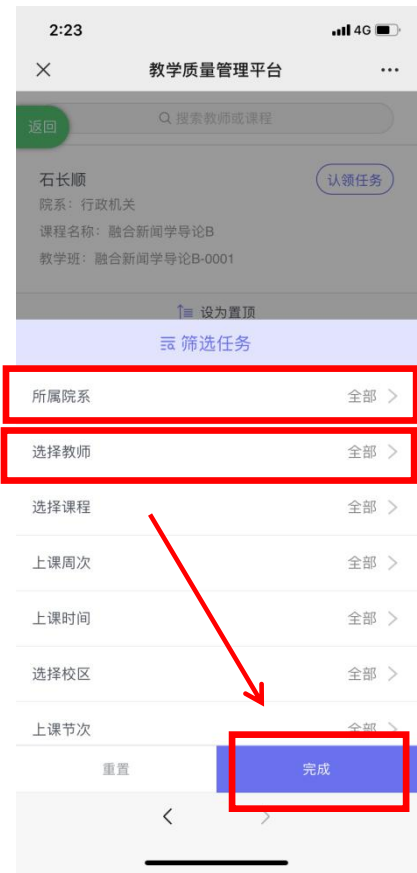 2:23 4G
教学质量管理平台
返回 搜索教师或课程
石长顺 认领任务
院系：行政机关
课程名称：融合新闻学导论B
教学班：融合新闻学导论B-0001
设为置顶
筛选任务
所属院系 全部
选择教师 全部
选择课程 全部
上课周次 全部
上课时间 全部
选择校区 全部
上课节次 全部
重置 完成